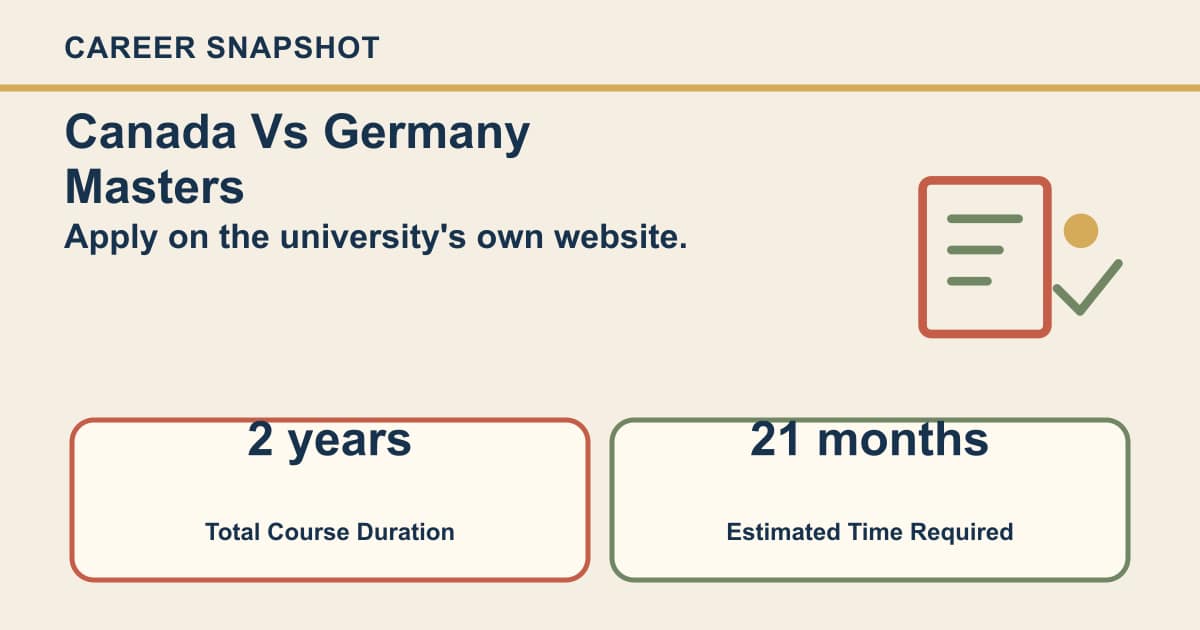 CAREER SNAPSHOT
Canada Vs Germany
Masters
Apply on the university's own website.
2 years
Total Course Duration
21 months
Estimated Time Required